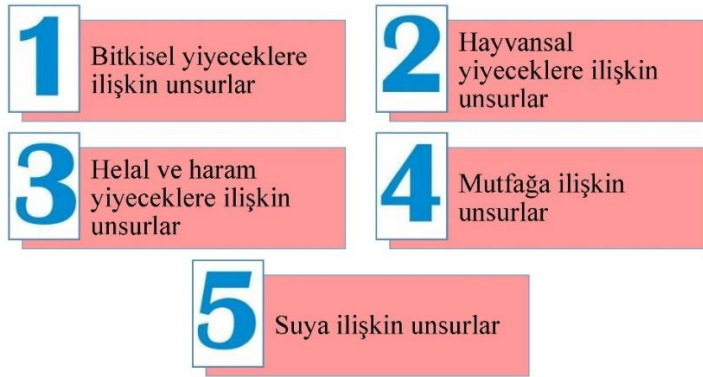 1
Bitkisel yiyeceklere
ilişkin unsurlar
2
Hayvansal
yiyeceklere ilişkin
unsurlar
3
Helal ve haram
yiyeceklere ilişkin
unsurlar
4
Mutfağa ilişkin
unsurlar
5
Suya ilişkin unsurlar